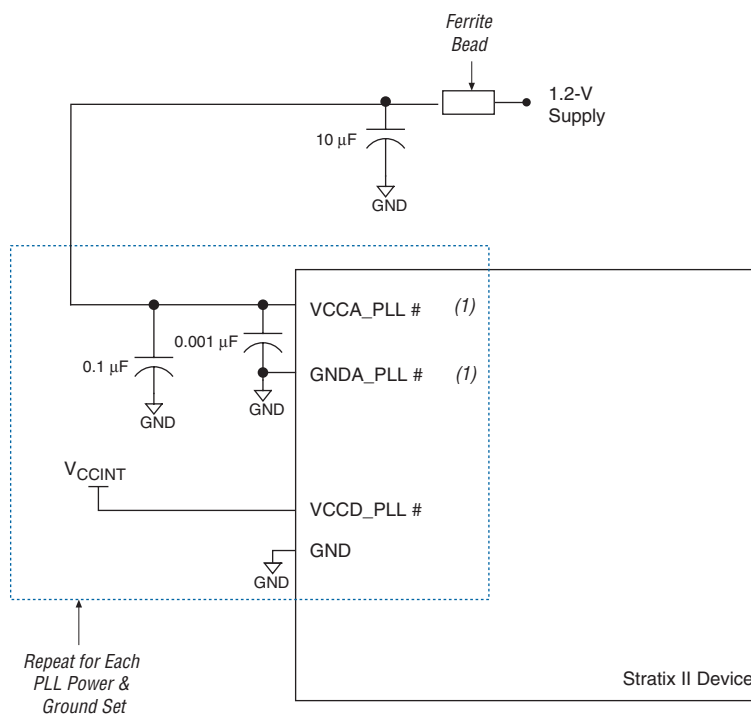 Ferrite
Bead
1.2-V
Supply
10 µF
GND
VCCA_PLL # (1)
0.001 µF
0.1 µF
GNDA_PLL # (1)
GND
GND
VCCINT
VCCD_PLL #
GND
GND
Repeat for Each
PLL Power &
Ground Set
Stratix II Device